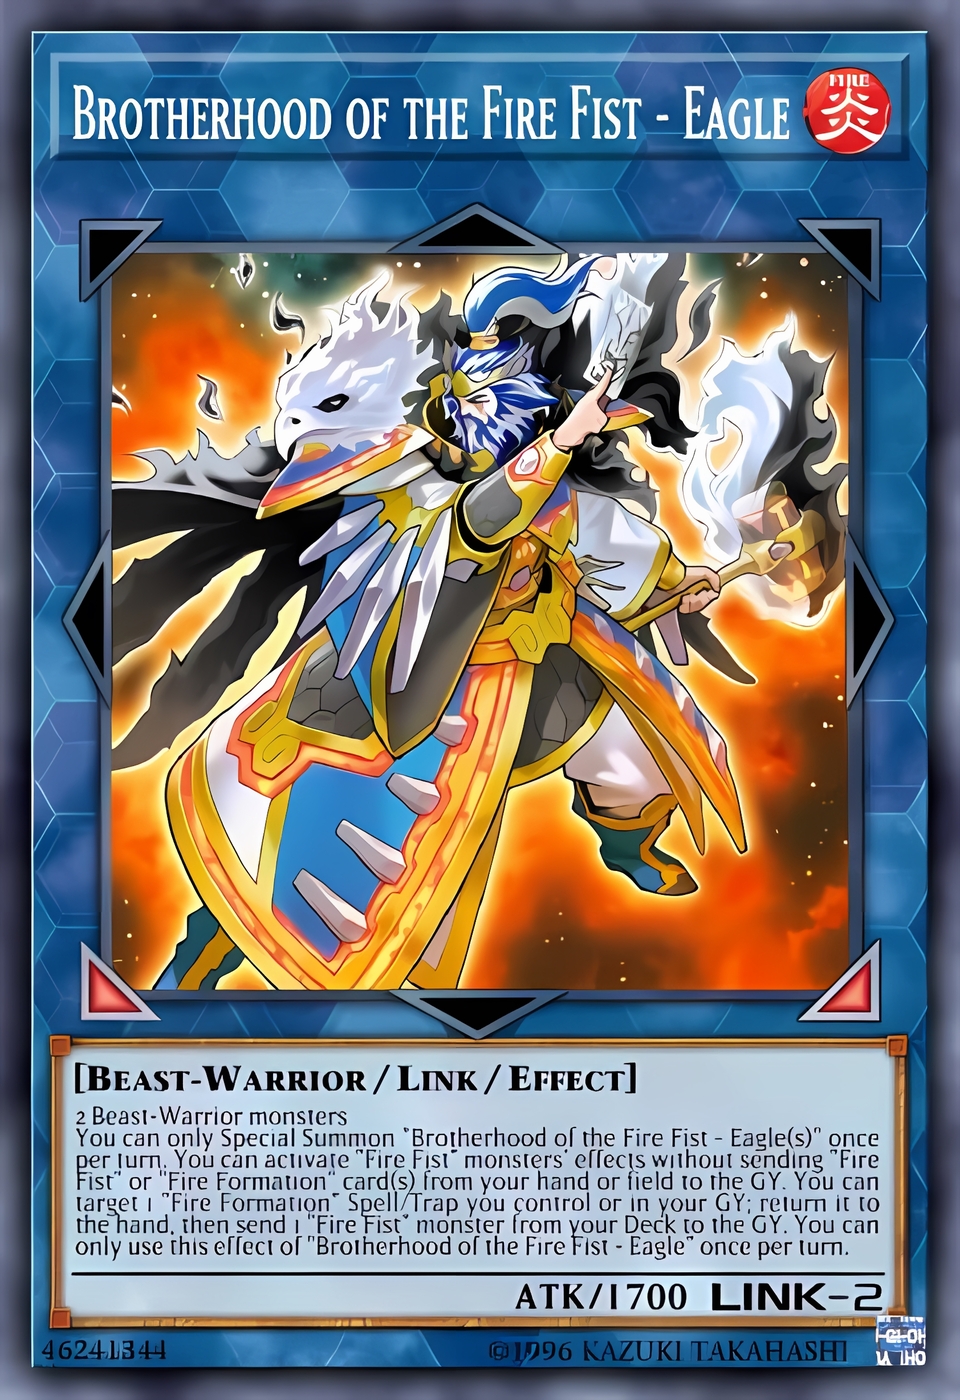 BROTHERHOOD OF THE FIRE FIST - EAGLE
FIRE
炎
[BEAST-WARRIOR / LINK / EFFECT]
2 Beast-Warrior monsters
You can only Special Summon "Brotherhood of the Fire Fist - Eagle(s)" once
per turn. You can activate "Fire Fist" monsters' effects without sending "Fire
Fist" or "Fire Formation" card(s) from your hand or field to the GY. You can
target 1 "Fire Formation" Spell/Trap you control or in your GY; return it to
the hand, then send 1 "Fire Fist" monster from your Deck to the GY. You can
only use this effect of "Brotherhood of the Fire Fist - Eagle" once per turn.
ATK/1700 LINK-2
©1996 KAZUKI TAKAHASHI